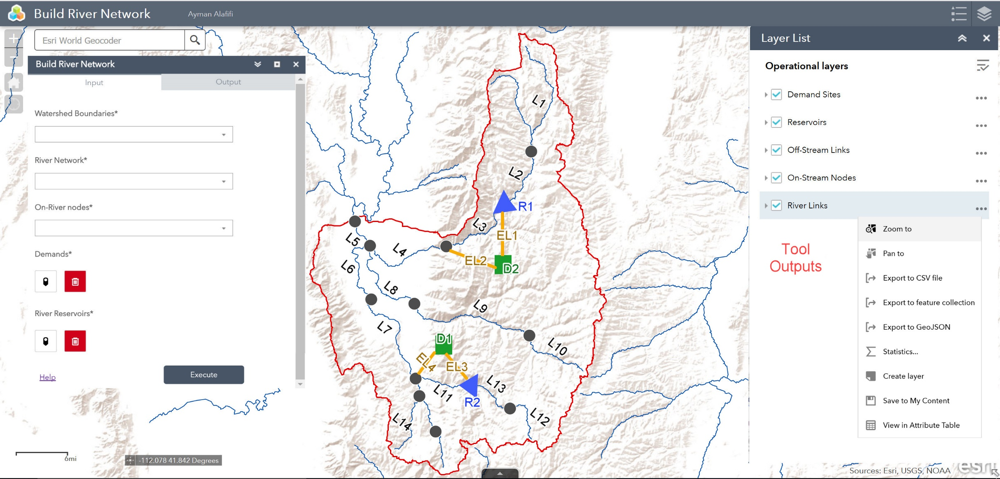 Build River Network
Ayman Alafifi
Esri World Geocoder
Build River Network
Input
Output
Watershed Boundaries*
River Network*
On-River nodes*
Demands*
River Reservoirs*
Help
Execute
6mi
-112.078 41.842 Degrees
L1
L2
R1
L3
EL1
L5
L4
EL2
D2
L6
L8
L9
L7
D1
L10
EL4
EL3
L13
L11
R2
L14
L12
Layer List
Operational layers
Demand Sites
Reservoirs
Off-Stream Links
On-Stream Nodes
River Links
Tool
Outputs
Zoom to
Pan to
Export to CSV file
Export to feature collection
Export to GeoJSON
Statistics...
Create layer
Save to My Content
View in Attribute Table
Sources: Esri, USGS, NOAA
esri